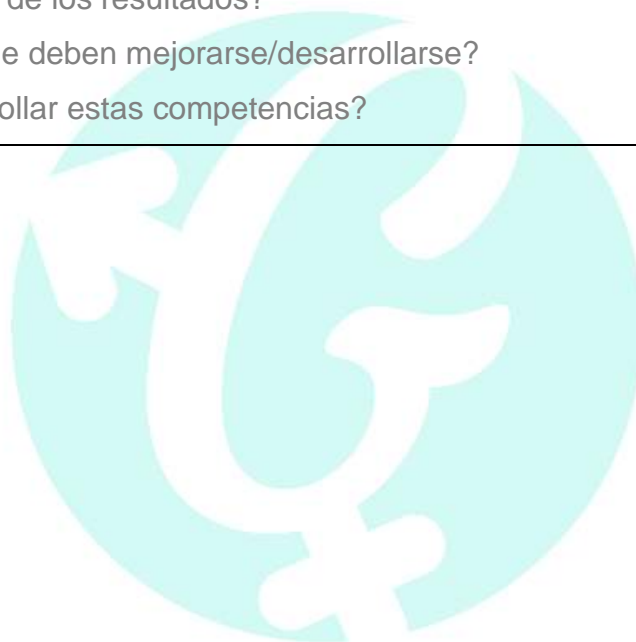 de los resultados?
e deben mejorarse/desarrollarse?
ollar estas competencias?